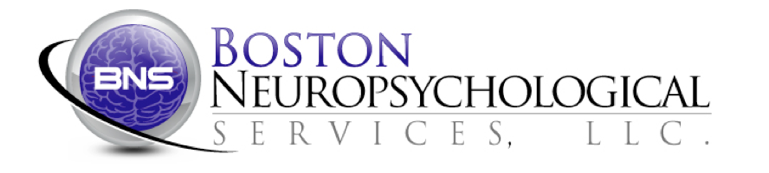 BNS
BOSTON
NEUROPSYCHOLOGICAL
SERVICES, LLC.